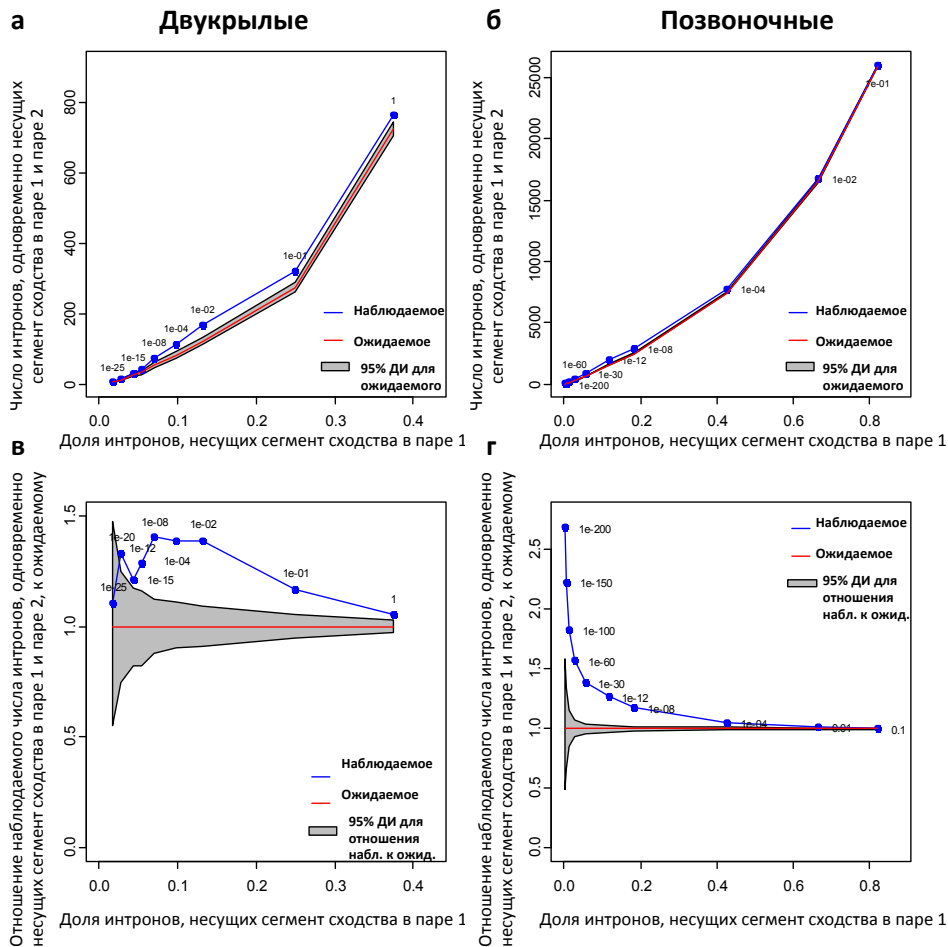 а
Двукрылые
Число интронов, одновременно несущих
сегмент сходства в паре 1 и паре 2
0
200
400
600
800
1
1e-01
1e-02
1e-04
1e-08
1e-15
1e-25
Наблюдаемое
Ожидаемое
95% ДИ для
ожидаемого
0.0
0.1
0.2
0.3
0.4
Доля интронов, несущих сегмент сходства в паре 1
б
Позвоночные
Число интронов, одновременно несущих
сегмент сходства в паре 1 и паре 2
0
5000
10000
15000
20000
25000
1e-01
1e-02
1e-04
1e-08
1e-12
1e-30
1e-60
1e-200
Наблюдаемое
Ожидаемое
95% ДИ для
ожидаемого
0.0
0.2
0.4
0.6
0.8
Доля интронов, несущих сегмент сходства в паре 1
в
Отношение наблюдаемого числа интронов, одновременно
несущих сегмент сходства в паре 1 и паре 2, к ожидаемому
0.0
0.5
1.0
1.5
1e-08
1e-02
1e-20
1e-12
1e-04
1e-15
1e-25
1e-01
1
Наблюдаемое
Ожидаемое
95% ДИ для
отношения
набл. к ожид.
0.0
0.1
0.2
0.3
0.4
Доля интронов, несущих сегмент сходства в паре 1
г
Отношение наблюдаемого числа интронов, одновременно
несущих сегмент сходства в паре 1 и паре 2, к ожидаемому
0.0
0.5
1.0
1.5
2.0
2.5
1e-200
1e-150
1e-100
1e-60
1e-30
1e-12
1e-08
1e-04
0.01
0.1
Наблюдаемое
Ожидаемое
95% ДИ для
отношения
набл. к ожид.
0.0
0.2
0.4
0.6
0.8
Доля интронов, несущих сегмент сходства в паре 1